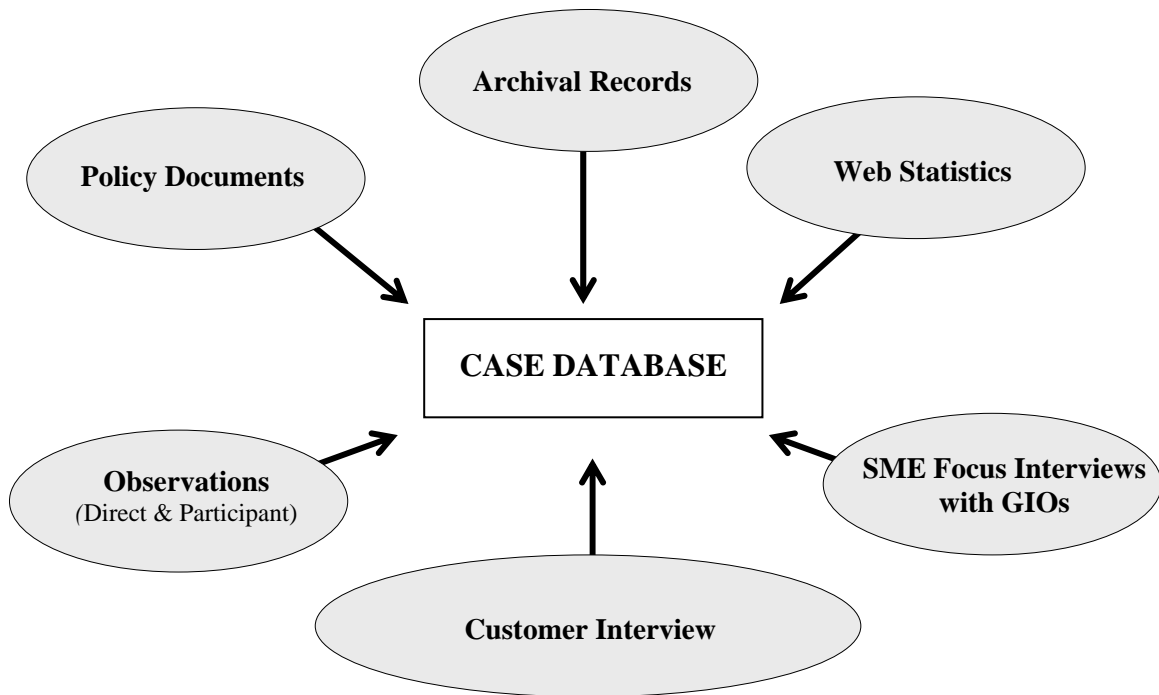 Archival Records
Policy Documents
Web Statistics
CASE DATABASE
Observations
(Direct & Participant)
SME Focus Interviews
with GIOs
Customer Interview